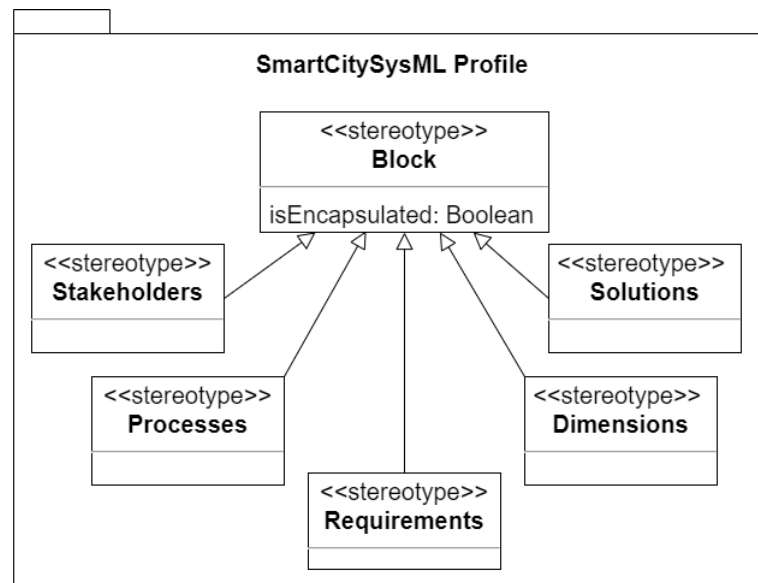 SmartCitySysML Profile
<<stereotype>>
Block
isEncapsulated: Boolean
<<stereotype>>
Stakeholders
<<stereotype>>
Solutions
<<stereotype>>
Processes
<<stereotype>>
Dimensions
<<stereotype>>
Requirements